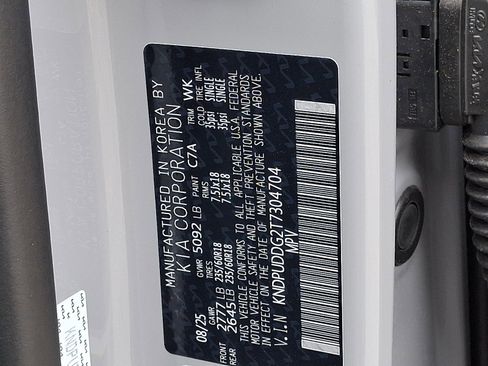 MANUFACTURED IN KOREA BY
KIA CORPORATION
08/25 GVWR 5092 LB PAINT C7A TRIM WK
GAWR TIRES RIMS COLD TIRE INFL
FRONT 2777LB 235/60R18 7.5Jx18 35psi SINGLE
REAR 2645LB 235/60R18 7.5Jx18 35psi SINGLE
THIS VEHICLE CONFORMS TO ALL APPLICABLE U.S.A. FEDERAL
MOTOR VEHICLE SAFETY AND THEFT PREVENTION STANDARDS
IN EFFECT ON THE DATE OF MANUFACTURE SHOWN ABOVE.
V.I.N KNDPUDDG2T7304704
MPV